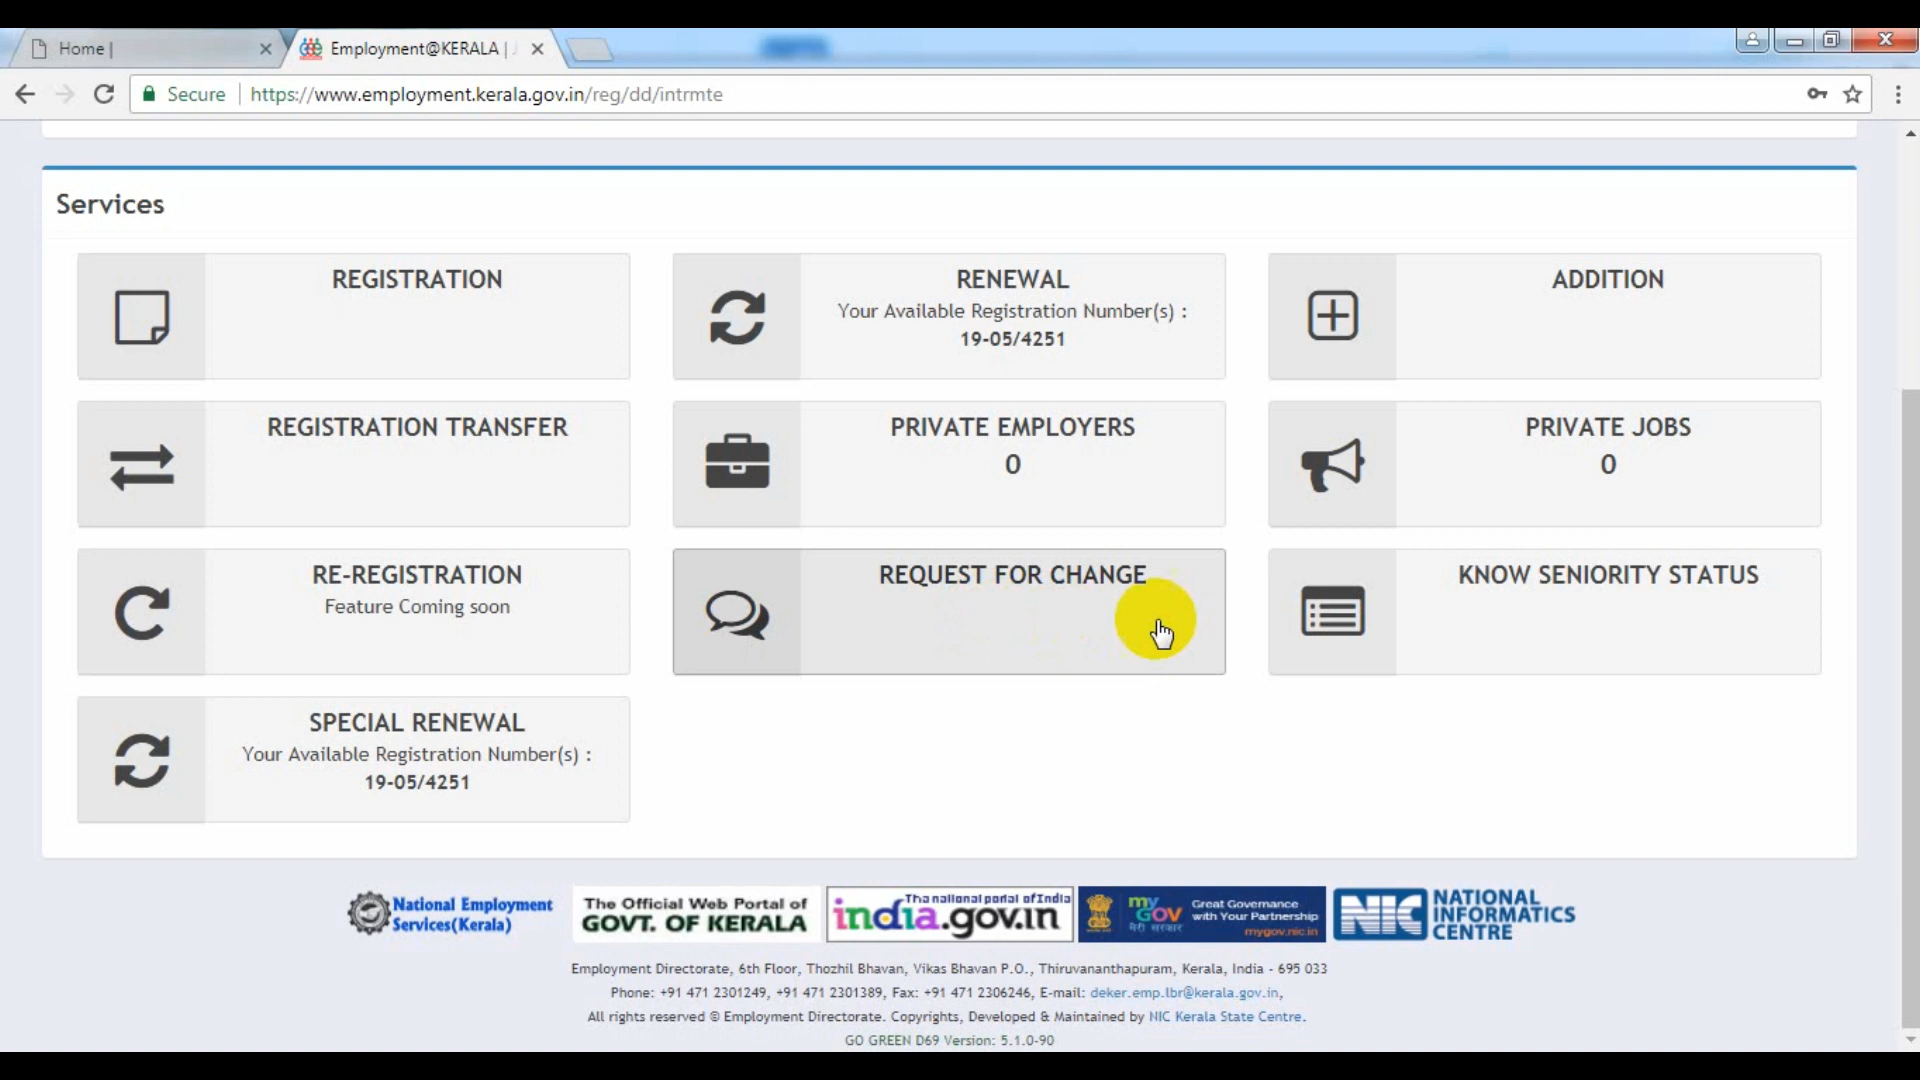 Home |
Employment@KERALA |
Secure
https://www.employment.kerala.gov.in/reg/dd/intrmte
Services
REGISTRATION
RENEWAL
Your Available Registration Number(s) :
19-05/4251
ADDITION
REGISTRATION TRANSFER
PRIVATE EMPLOYERS
0
PRIVATE JOBS
0
RE-REGISTRATION
Feature Coming soon
REQUEST FOR CHANGE
KNOW SENIORITY STATUS
SPECIAL RENEWAL
Your Available Registration Number(s) :
19-05/4251
National Employment
Services(Kerala)
The Official Web Portal of
GOVT. OF KERALA
The national portal of India
india.gov.in
my
GOV
मेरी सरकार
Great Governance
with Your Partnership
mygov.nic.in
NIC
NATIONAL
INFORMATICS
CENTRE
Employment Directorate, 6th Floor, Thozhil Bhavan, Vikas Bhavan P.O., Thiruvananthapuram, Kerala, India - 695 033
Phone: +91 471 2301249, +91 471 2301389, Fax: +91 471 2306246, E-mail: deker.emp.lbr@kerala.gov.in,
All rights reserved © Employment Directorate. Copyrights, Developed & Maintained by NIC Kerala State Centre.
GO GREEN D69 Version: 5.1.0-90